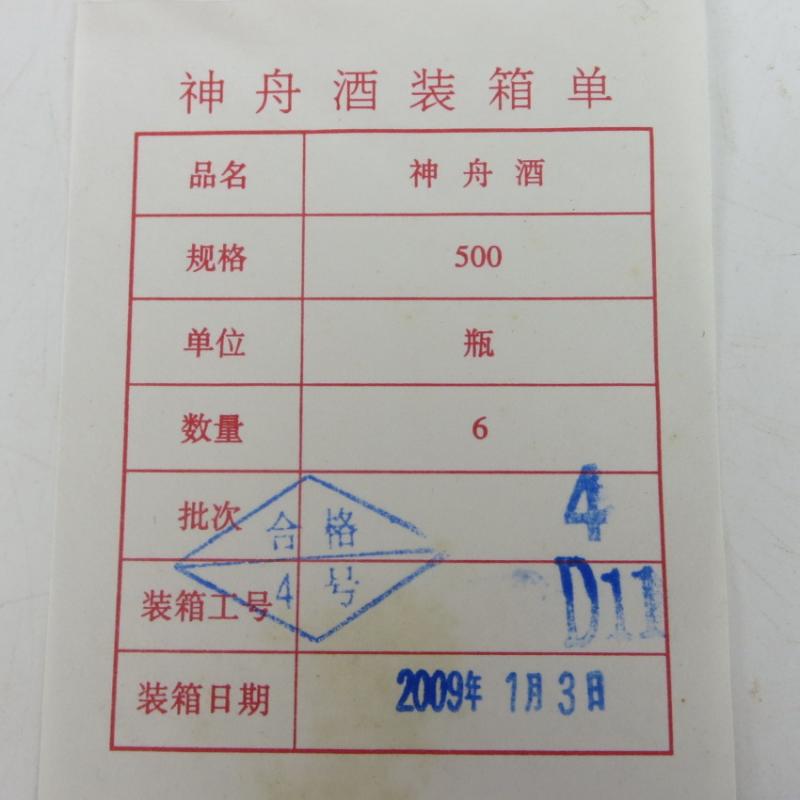 神舟酒装箱单
品名 神舟酒
规格 500
单位 瓶
数量 6
批次 4
合格
4号
装箱工号 D11
装箱日期 2009年1月3日